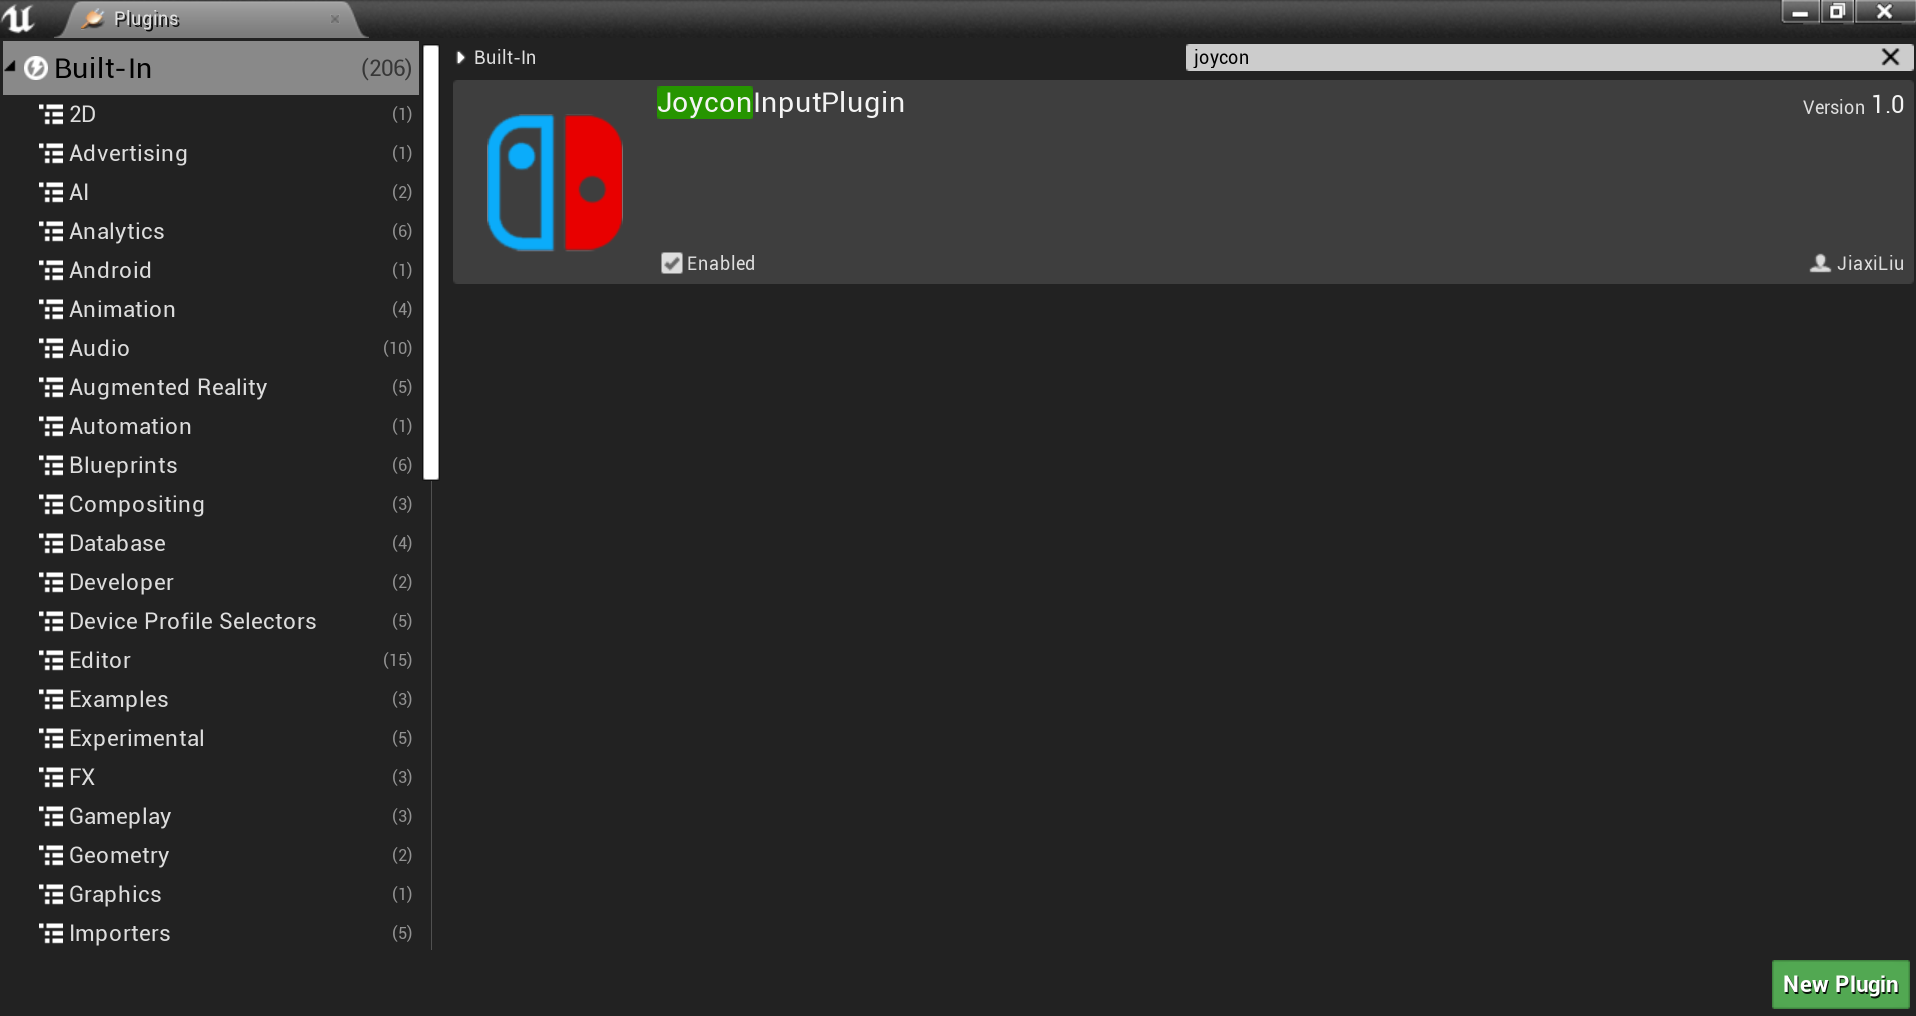 Plugins
Built-In (206)
2D (1)
Advertising (1)
AI (2)
Analytics (6)
Android (1)
Animation (4)
Audio (10)
Augmented Reality (5)
Automation (1)
Blueprints (6)
Compositing (3)
Database (4)
Developer (2)
Device Profile Selectors (5)
Editor (15)
Examples (3)
Experimental (5)
FX (3)
Gameplay (3)
Geometry (2)
Graphics (1)
Importers (5)
Built-In
joycon
JoyconInputPlugin
Version 1.0
Enabled
JiaxiLiu
New Plugin